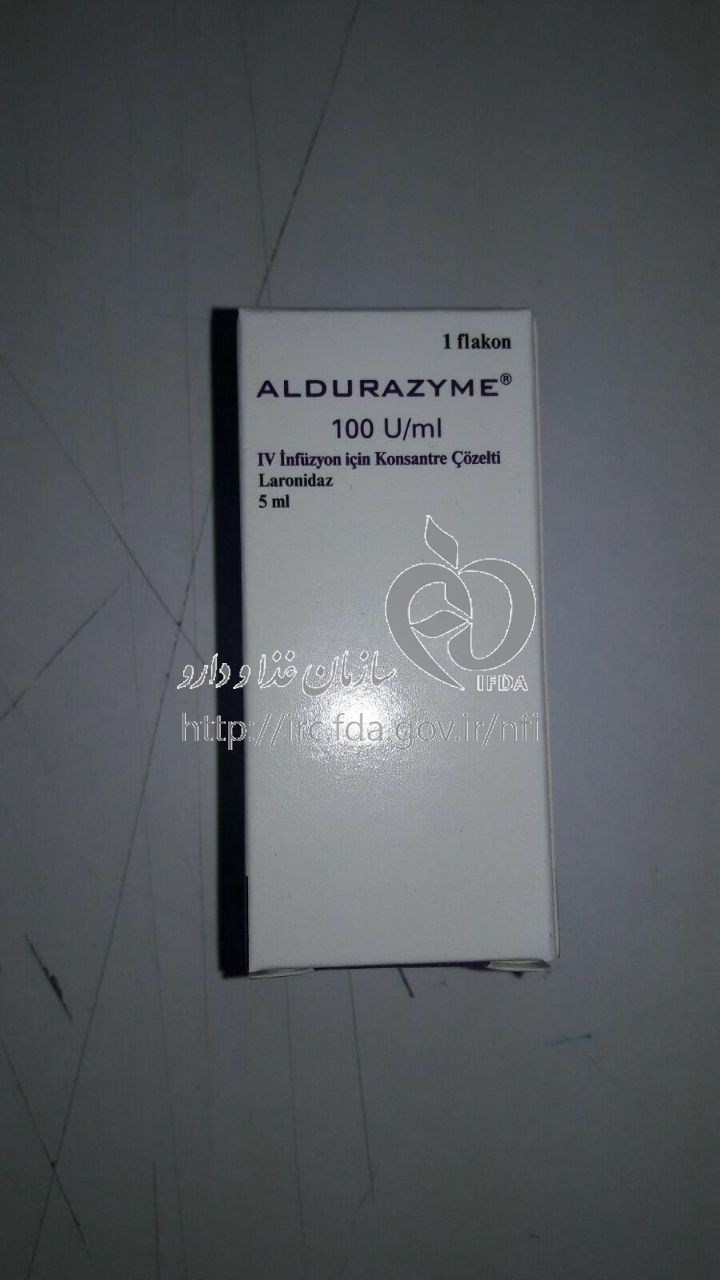 1 flakon
ALDURAZYME®
100 U/ml
IV İnfüzyon için Konsantre Çözelti
Laronidaz
5 ml
IFDA
سازمان غذا و دارو
http://irc.fda.gov.ir/nfi